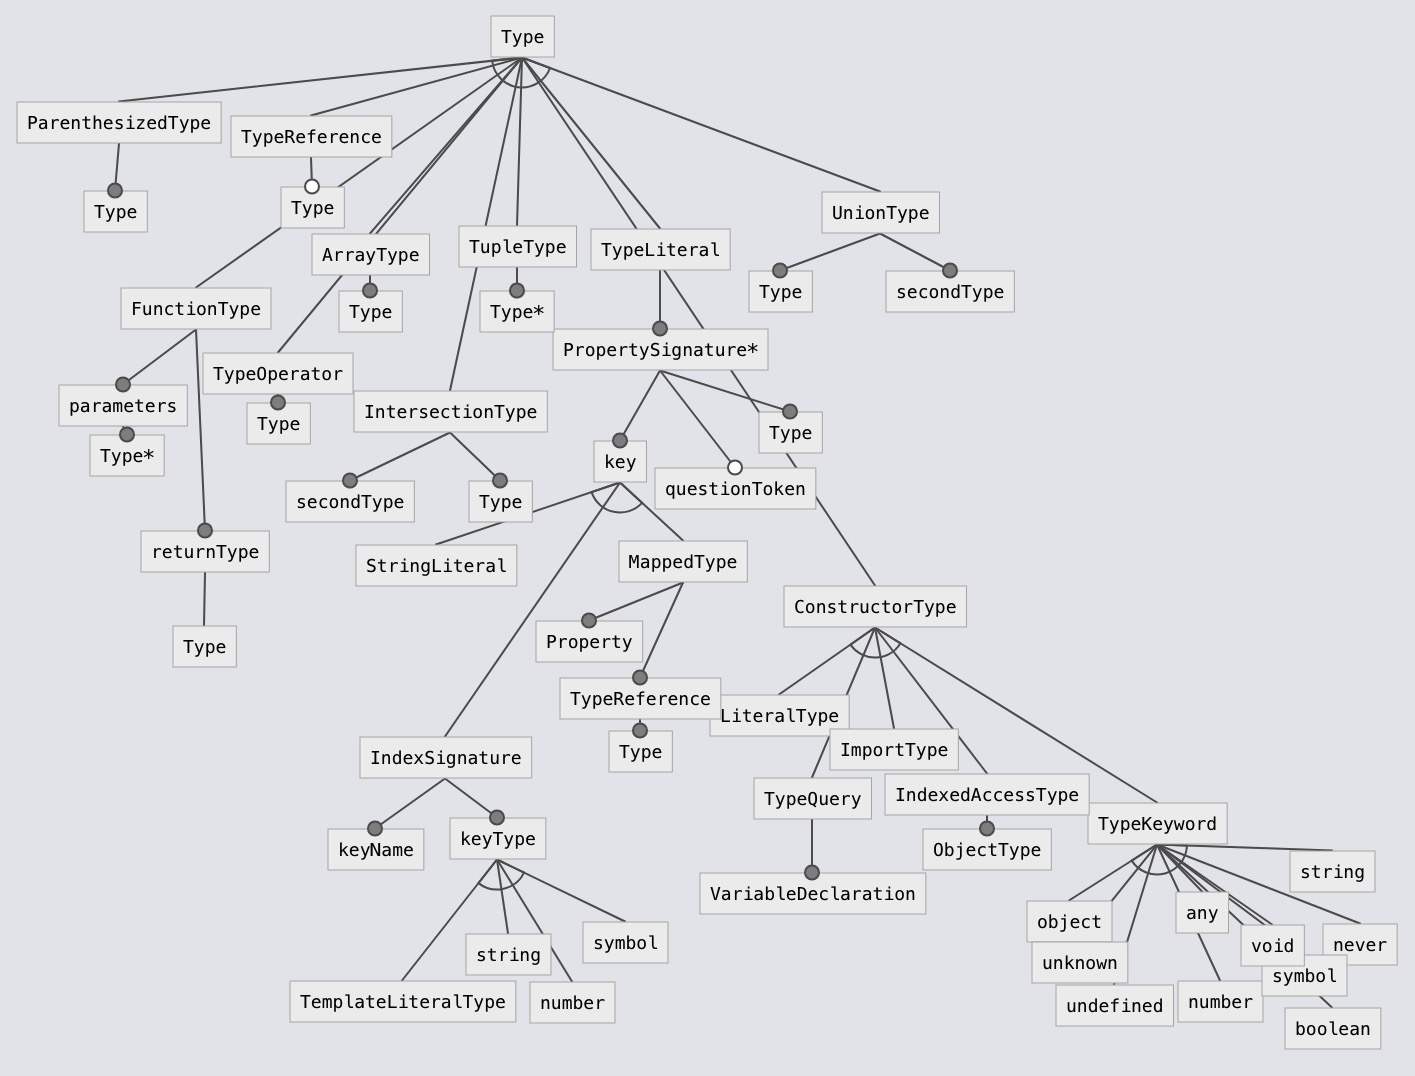 Type
ParenthesizedType
TypeReference
Type
Type
UnionType
ArrayType
TupleType
TypeLiteral
Type
Type*
Type
secondType
FunctionType
PropertySignature*
TypeOperator
parameters
Type
IntersectionType
Type
Type*
key
questionToken
secondType
Type
returnType
StringLiteral
MappedType
ConstructorType
Type
Property
TypeReference
LiteralType
Type
ImportType
IndexSignature
TypeQuery
IndexedAccessType
TypeKeyword
keyName
keyType
ObjectType
string
VariableDeclaration
object
any
string
symbol
void
never
unknown
symbol
TemplateLiteralType
number
undefined
number
boolean